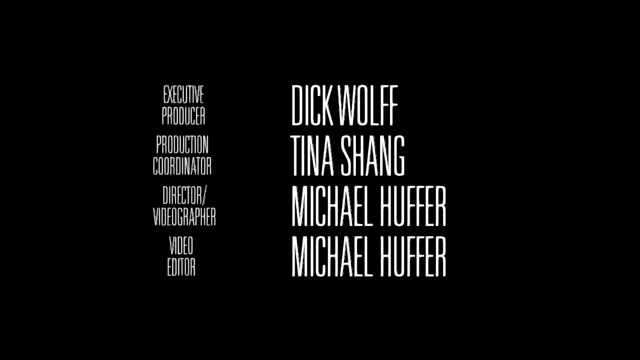 EXECUTIVE
PRODUCER
DICK WOLFF
PRODUCTION
COORDINATOR
TINA SHANG
DIRECTOR/
VIDEOGRAPHER
MICHAEL HUFFER
VIDEO
EDITOR
MICHAEL HUFFER